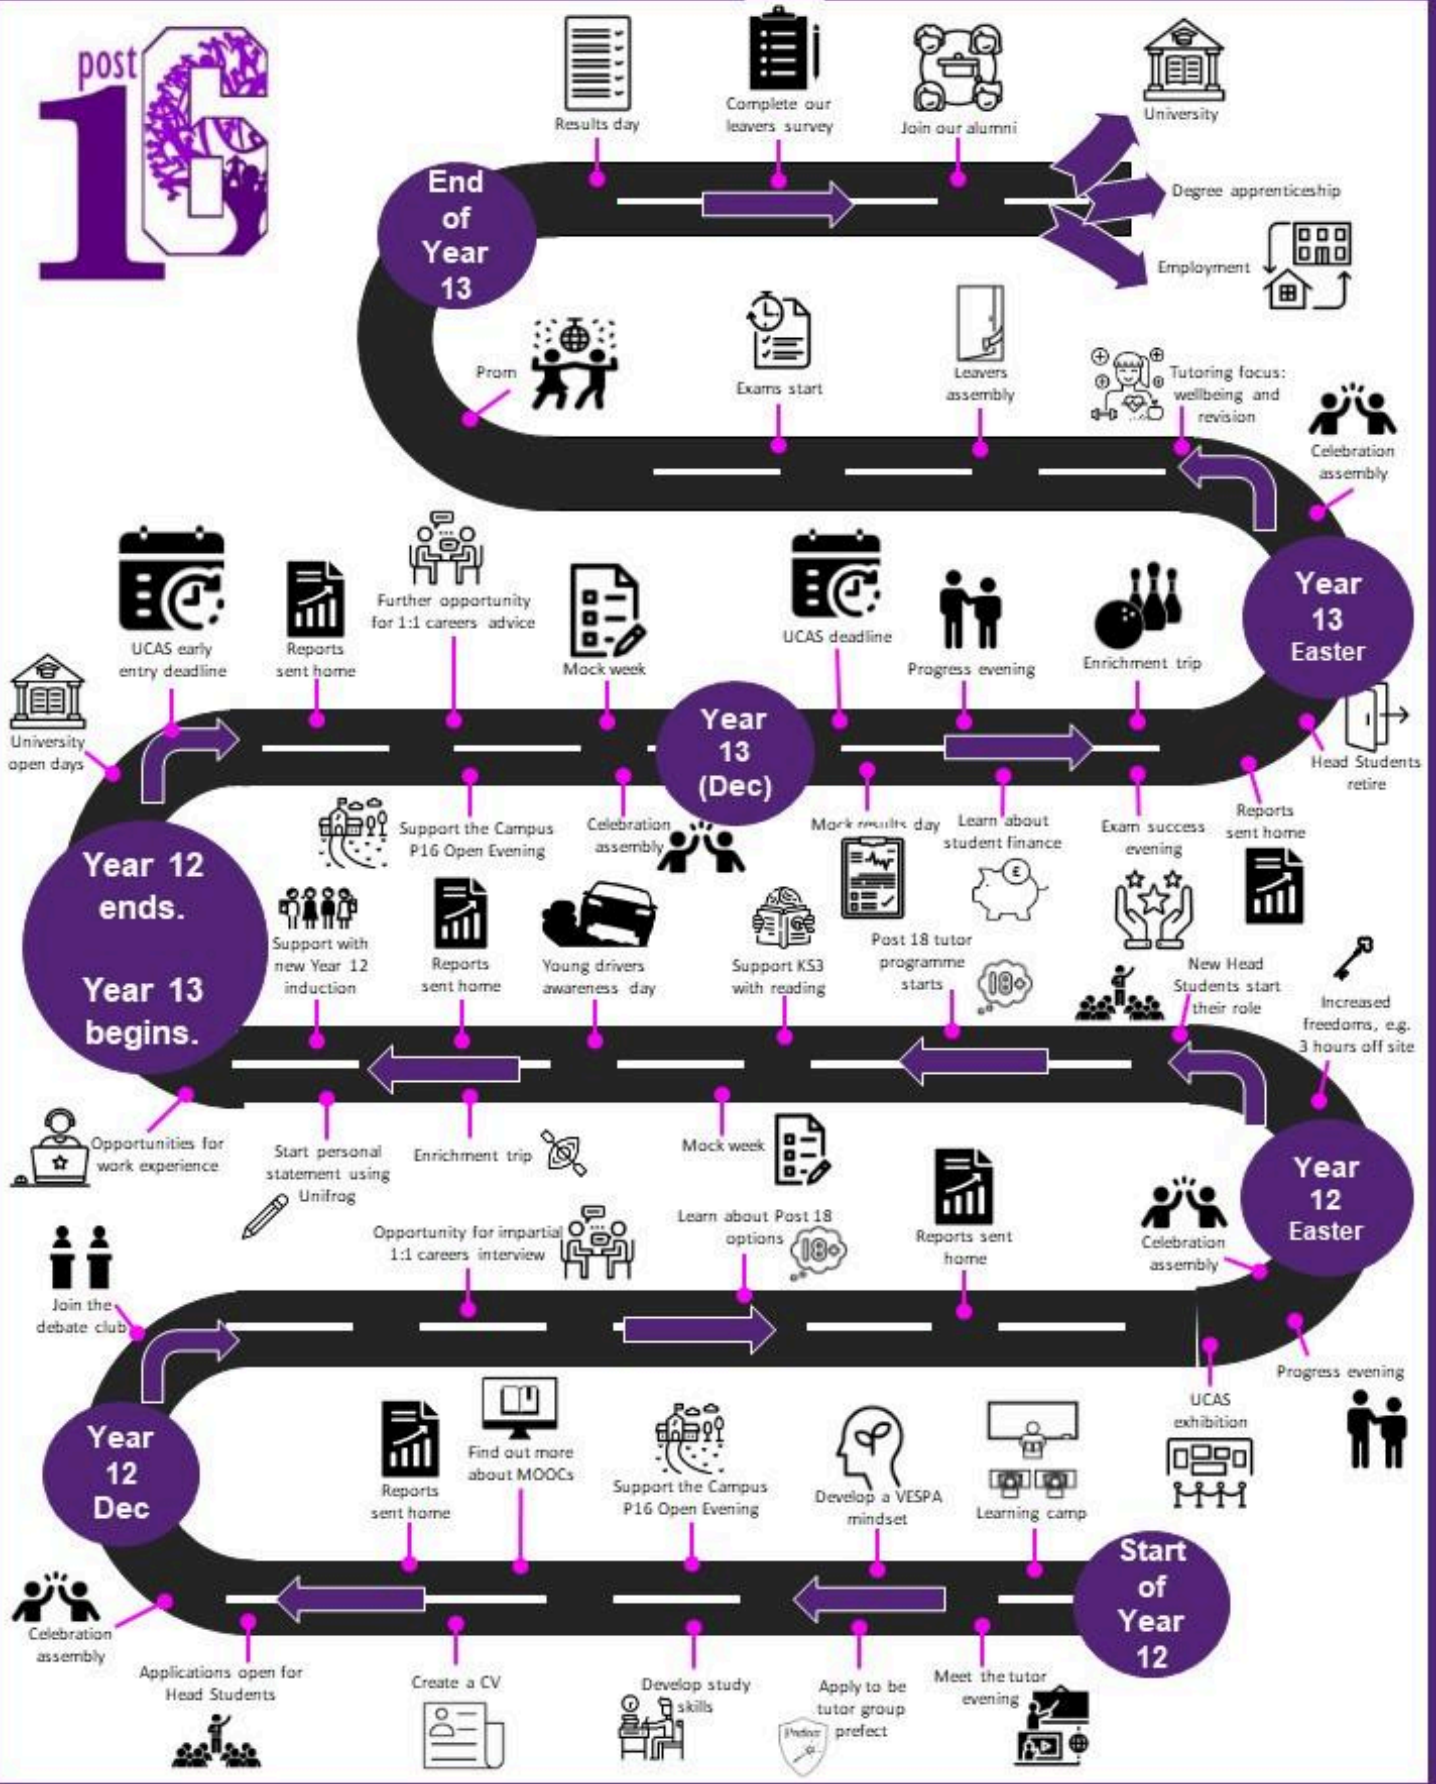 post
16
Results day
Complete our
leavers survey
Join our alumni
University
Degree apprenticeship
Employment
End
of
Year
13
Prom
Exams start
Leavers
assembly
Tutoring focus:
wellbeing and
revision
Celebration
assembly
Year
13
Easter
University
open days
UCAS early
entry deadline
Reports
sent home
Further opportunity
for 1:1 careers advice
Mock week
UCAS deadline
Progress evening
Enrichment trip
Head Students
retire
Year
13
(Dec)
Support the Campus
P16 Open Evening
Celebration
assembly
Mock results day
Learn about
student finance
£
Exam success
evening
Reports
sent home
Year 12
ends.
Year 13
begins.
Support with
new Year 12
induction
Reports
sent home
Young drivers
awareness day
Support KS3
with reading
Post 18 tutor
programme
starts
18+
New Head
Students start
their role
Increased
freedoms, e.g.
3 hours off site
Opportunities for
work experience
Start personal
statement using
Unifrog
Enrichment trip
Mock week
Year
12
Easter
Join the
debate club
Opportunity for impartial
1:1 careers interview
Learn about Post 18
options
18+
Reports sent
home
Celebration
assembly
Progress evening
UCAS
exhibition
Year
12
Dec
Reports
sent home
Find out more
about MOOCs
Support the Campus
P16 Open Evening
Develop a VESPA
mindset
Learning camp
Start
of
Year
12
Celebration
assembly
Applications open for
Head Students
Create a CV
Develop study
skills
Apply to be
tutor group
prefect
Prefect
Meet the tutor
evening